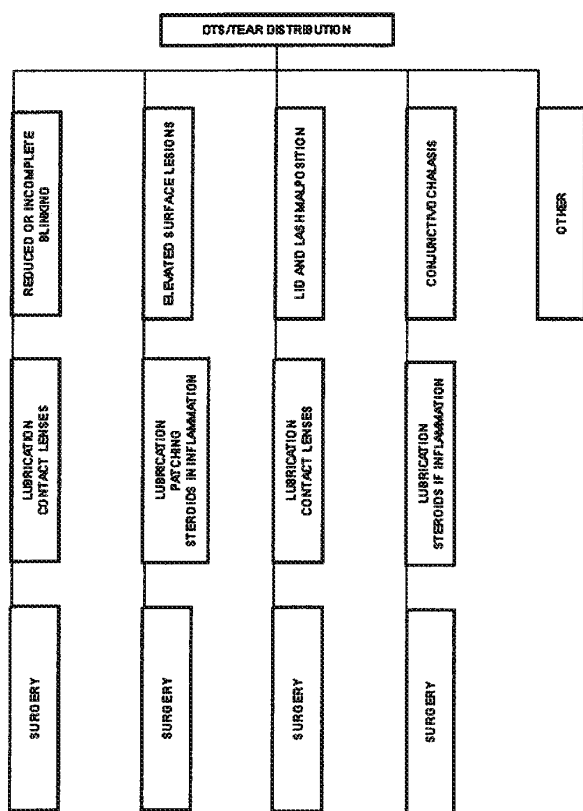 DTS/TEAR DISTRIBUTION
REDUCED OR INCOMPLETE
BLINKING
ELEVATED SURFACE LESIONS
LID AND LASH MALPOSITION
CONJUNCTIVOCHALASIS
OTHER
LUBRICATION
CONTACT LENSES
LUBRICATION
PATCHING
STEROIDS IN INFLAMMATION
LUBRICATION
CONTACT LENSES
LUBRICATION
STEROIDS IF INFLAMMATION
SURGERY
SURGERY
SURGERY
SURGERY